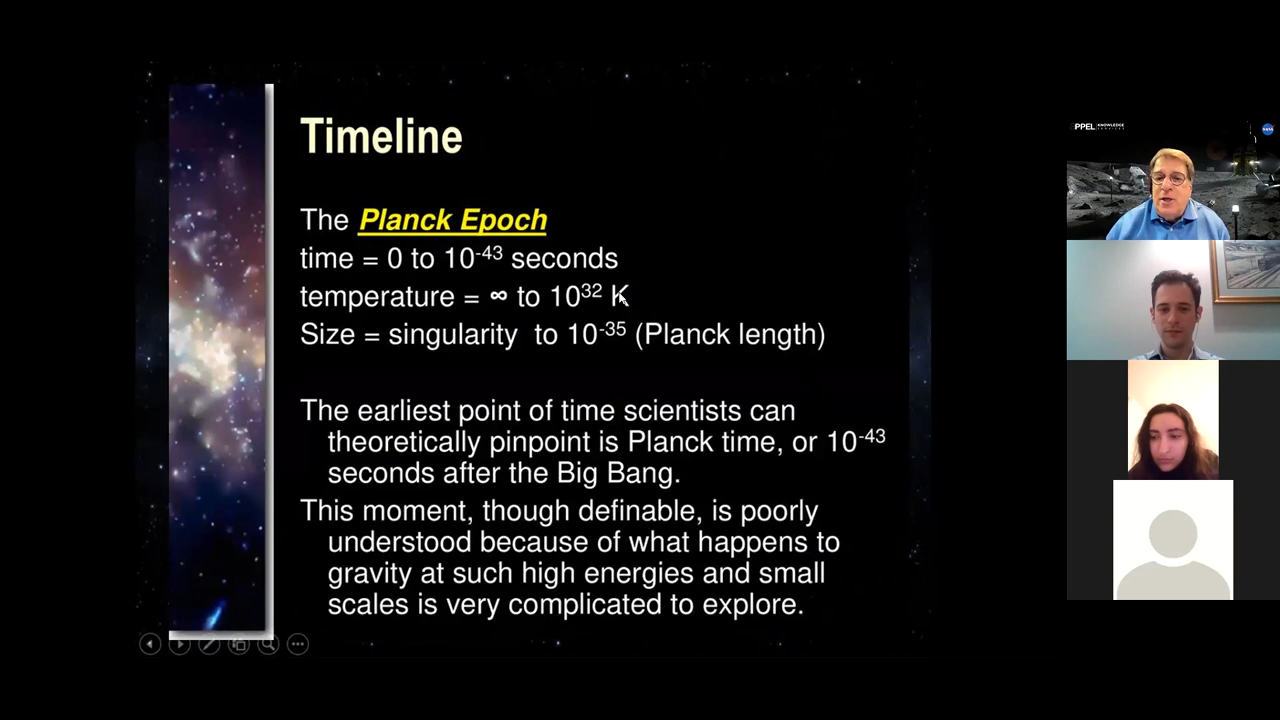 Timeline
The Planck Epoch
time = 0 to 10⁻⁴³ seconds
temperature = ∞ to 10³² K
Size = singularity to 10⁻³⁵ (Planck length)
The earliest point of time scientists can
theoretically pinpoint is Planck time, or 10⁻⁴³
seconds after the Big Bang.
This moment, though definable, is poorly
understood because of what happens to
gravity at such high energies and small
scales is very complicated to explore.
PPEL KNOWLEDGE
SERVICES
NASA